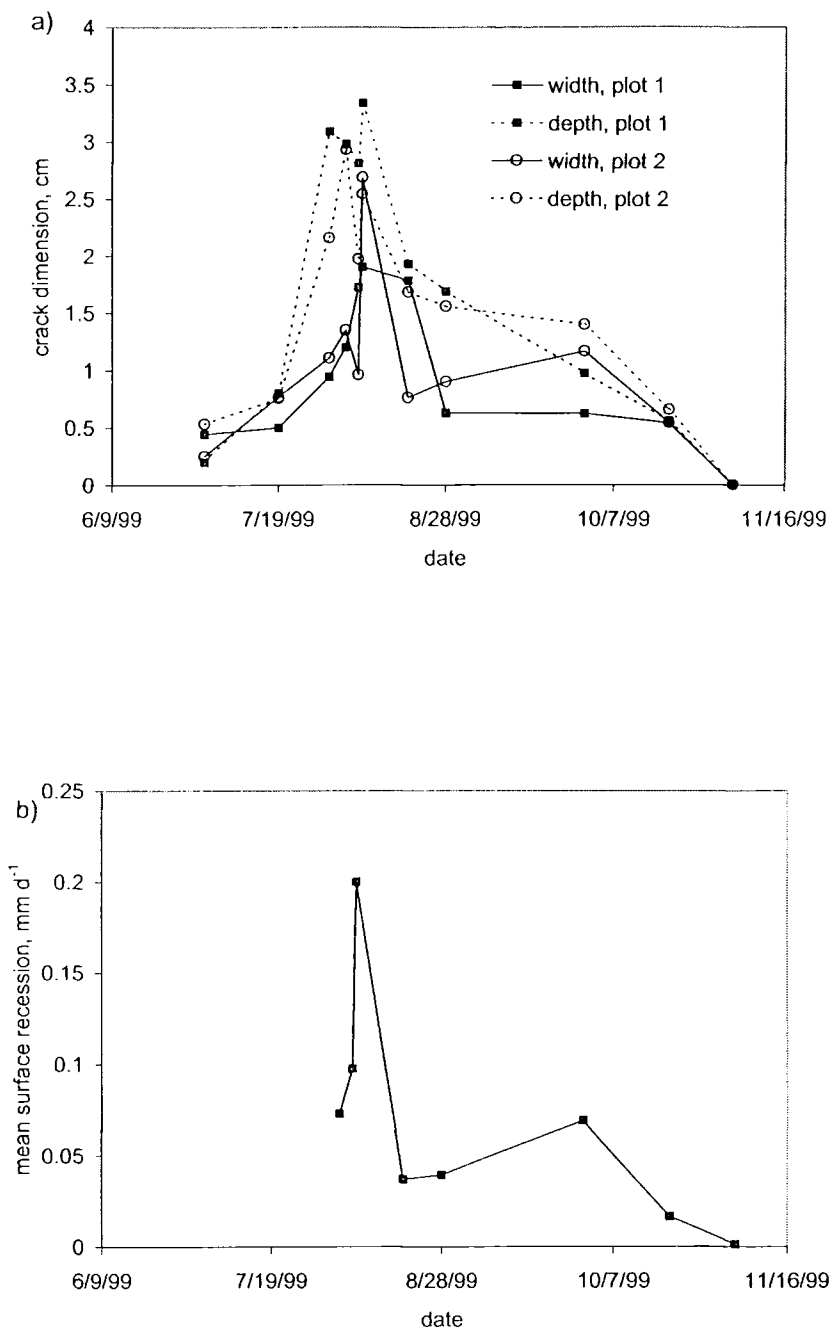 a)
4
3.5
3
2.5
2
1.5
1
0.5
0
crack dimension, cm
width, plot 1
depth, plot 1
width, plot 2
depth, plot 2
6/9/99 7/19/99 8/28/99 10/7/99 11/16/99
date
b)
0.25
0.2
0.15
0.1
0.05
0
mean surface recession, mm d⁻¹
6/9/99 7/19/99 8/28/99 10/7/99 11/16/99
date